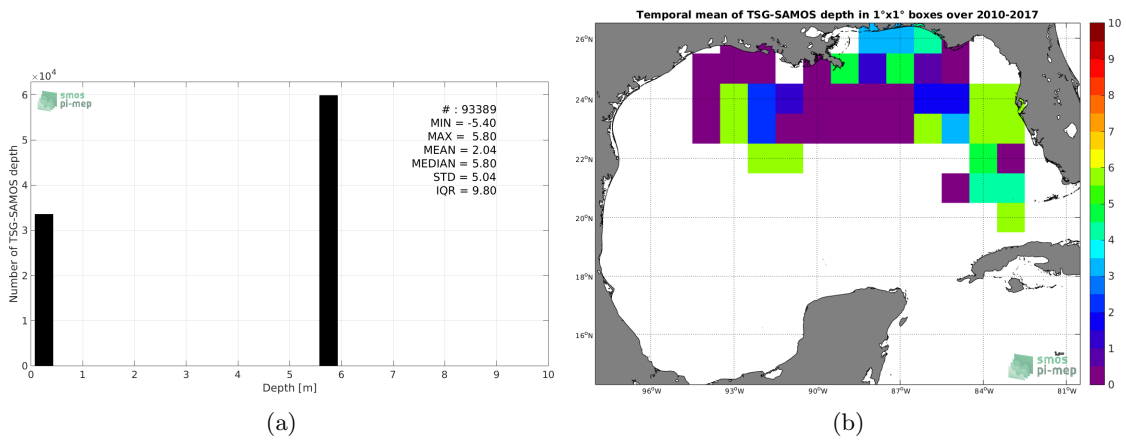 ×10⁴
smos
pi-mep
# : 93389
MIN = -5.40
MAX = 5.80
MEAN = 2.04
MEDIAN = 5.80
STD = 5.04
IQR = 9.80
Number of TSG-SAMOS depth
6
5
4
3
2
1
0
0 1 2 3 4 5 6 7 8 9 10
Depth [m]
(a)
Temporal mean of TSG-SAMOS depth in 1°x1° boxes over 2010-2017
26°N
24°N
22°N
20°N
18°N
16°N
96°W 93°W 90°W 87°W 84°W 81°W
smos
pi-mep
10
9
8
7
6
5
4
3
2
1
0
(b)